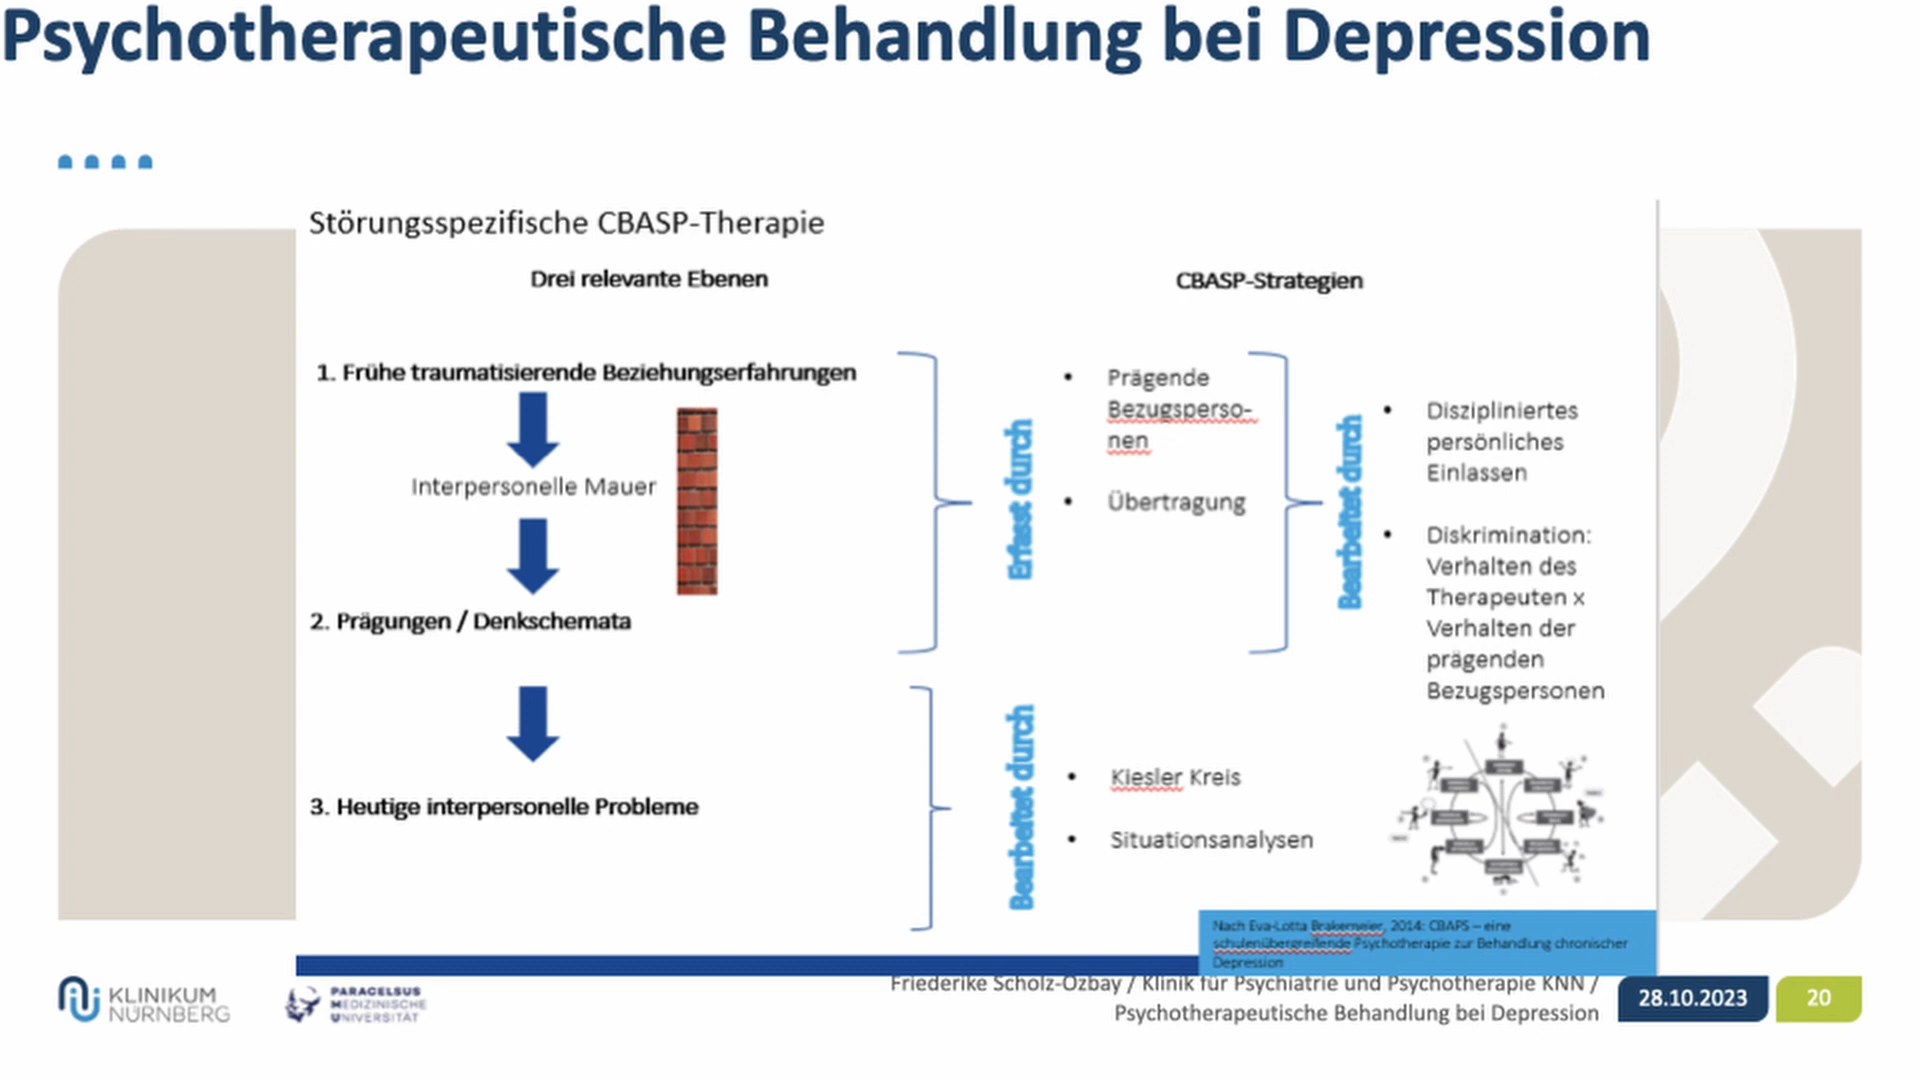 Psychotherapeutische Behandlung bei Depression
Störungsspezifische CBASP-Therapie
Drei relevante Ebenen
1. Frühe traumatisierende Beziehungserfahrungen
Interpersonelle Mauer
2. Prägungen / Denkschemata
3. Heutige interpersonelle Probleme
CBASP-Strategien
Erfasst durch
• Prägende
Bezugsperso-
nen
• Übertragung
Bearbeitet durch
• Diszipliniertes
persönliches
Einlassen
• Diskrimination:
Verhalten des
Therapeuten x
Verhalten der
prägenden
Bezugspersonen
Bearbeitet durch
• Kiesler Kreis
• Situationsanalysen
Nach Eva-Lotta Brakemeier, 2014: CBAPS – eine
schulenübergreifende Psychotherapie zur Behandlung chronischer
Depression
KLINIKUM
NÜRNBERG
PARACELSUS
MEDIZINISCHE
UNIVERSITÄT
Friederike Scholz-Ozbay / Klinik für Psychiatrie und Psychotherapie KNN /
Psychotherapeutische Behandlung bei Depression
28.10.2023
20